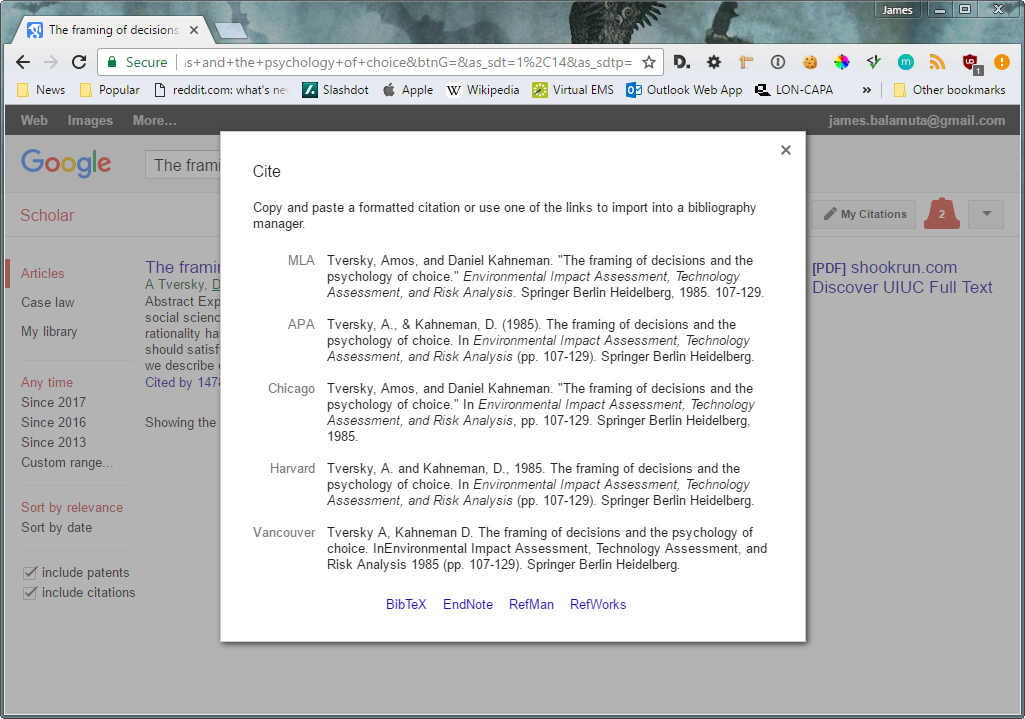 James
The framing of decisions
Secure
s+and+the+psychology+of+choice&btnG=&as_sdt=1%2C14&as_sdtp=
D.
m
1
News
Popular
reddit.com: what's ne
Slashdot
Apple
W Wikipedia
Virtual EMS
Outlook Web App
LON-CAPA
»
Other bookmarks
Web Images More… james.balamuta@gmail.com
Google
The frami
Scholar
My Citations
2
Articles
Case law
My library
Any time
Since 2017
Since 2016
Since 2013
Custom range...
Sort by relevance
Sort by date
include patents
include citations
The framin
A Tversky, D
Abstract Exp
social scienc
rationality ha
should satisf
we describe
Cited by 1478
Showing the
[PDF] shookrun.com
Discover UIUC Full Text
Cite
Copy and paste a formatted citation or use one of the links to import into a bibliography
manager.
MLA Tversky, Amos, and Daniel Kahneman. "The framing of decisions and the
psychology of choice." Environmental Impact Assessment, Technology
Assessment, and Risk Analysis. Springer Berlin Heidelberg, 1985. 107-129.
APA Tversky, A., & Kahneman, D. (1985). The framing of decisions and the
psychology of choice. In Environmental Impact Assessment, Technology
Assessment, and Risk Analysis (pp. 107-129). Springer Berlin Heidelberg.
Chicago Tversky, Amos, and Daniel Kahneman. "The framing of decisions and the
psychology of choice." In Environmental Impact Assessment, Technology
Assessment, and Risk Analysis, pp. 107-129. Springer Berlin Heidelberg,
1985.
Harvard Tversky, A. and Kahneman, D., 1985. The framing of decisions and the
psychology of choice. In Environmental Impact Assessment, Technology
Assessment, and Risk Analysis (pp. 107-129). Springer Berlin Heidelberg.
Vancouver Tversky A, Kahneman D. The framing of decisions and the psychology of
choice. InEnvironmental Impact Assessment, Technology Assessment, and
Risk Analysis 1985 (pp. 107-129). Springer Berlin Heidelberg.
BibTeX EndNote RefMan RefWorks